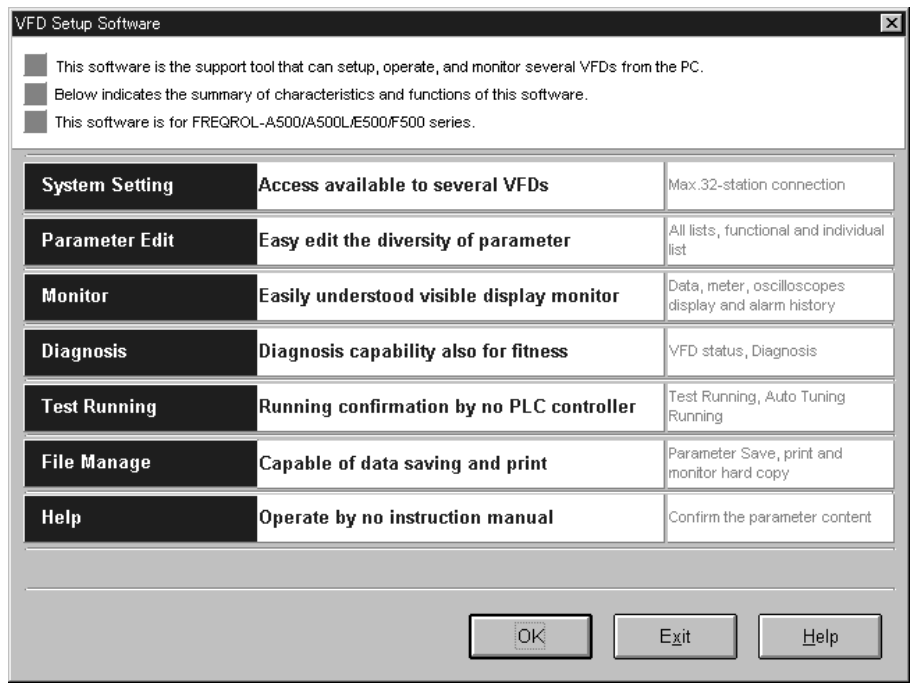 VFD Setup Software
This software is the support tool that can setup, operate, and monitor several VFDs from the PC.
Below indicates the summary of characteristics and functions of this software.
This software is for FREQROL-A500/A500L/E500/F500 series.
System Setting
Access available to several VFDs
Max.32-station connection
Parameter Edit
Easy edit the diversity of parameter
All lists, functional and individual
list
Monitor
Easily understood visible display monitor
Data, meter, oscilloscopes
display and alarm history
Diagnosis
Diagnosis capability also for fitness
VFD status, Diagnosis
Test Running
Running confirmation by no PLC controller
Test Running, Auto Tuning
Running
File Manage
Capable of data saving and print
Parameter Save, print and
monitor hard copy
Help
Operate by no instruction manual
Confirm the parameter content
OK
Exit
Help